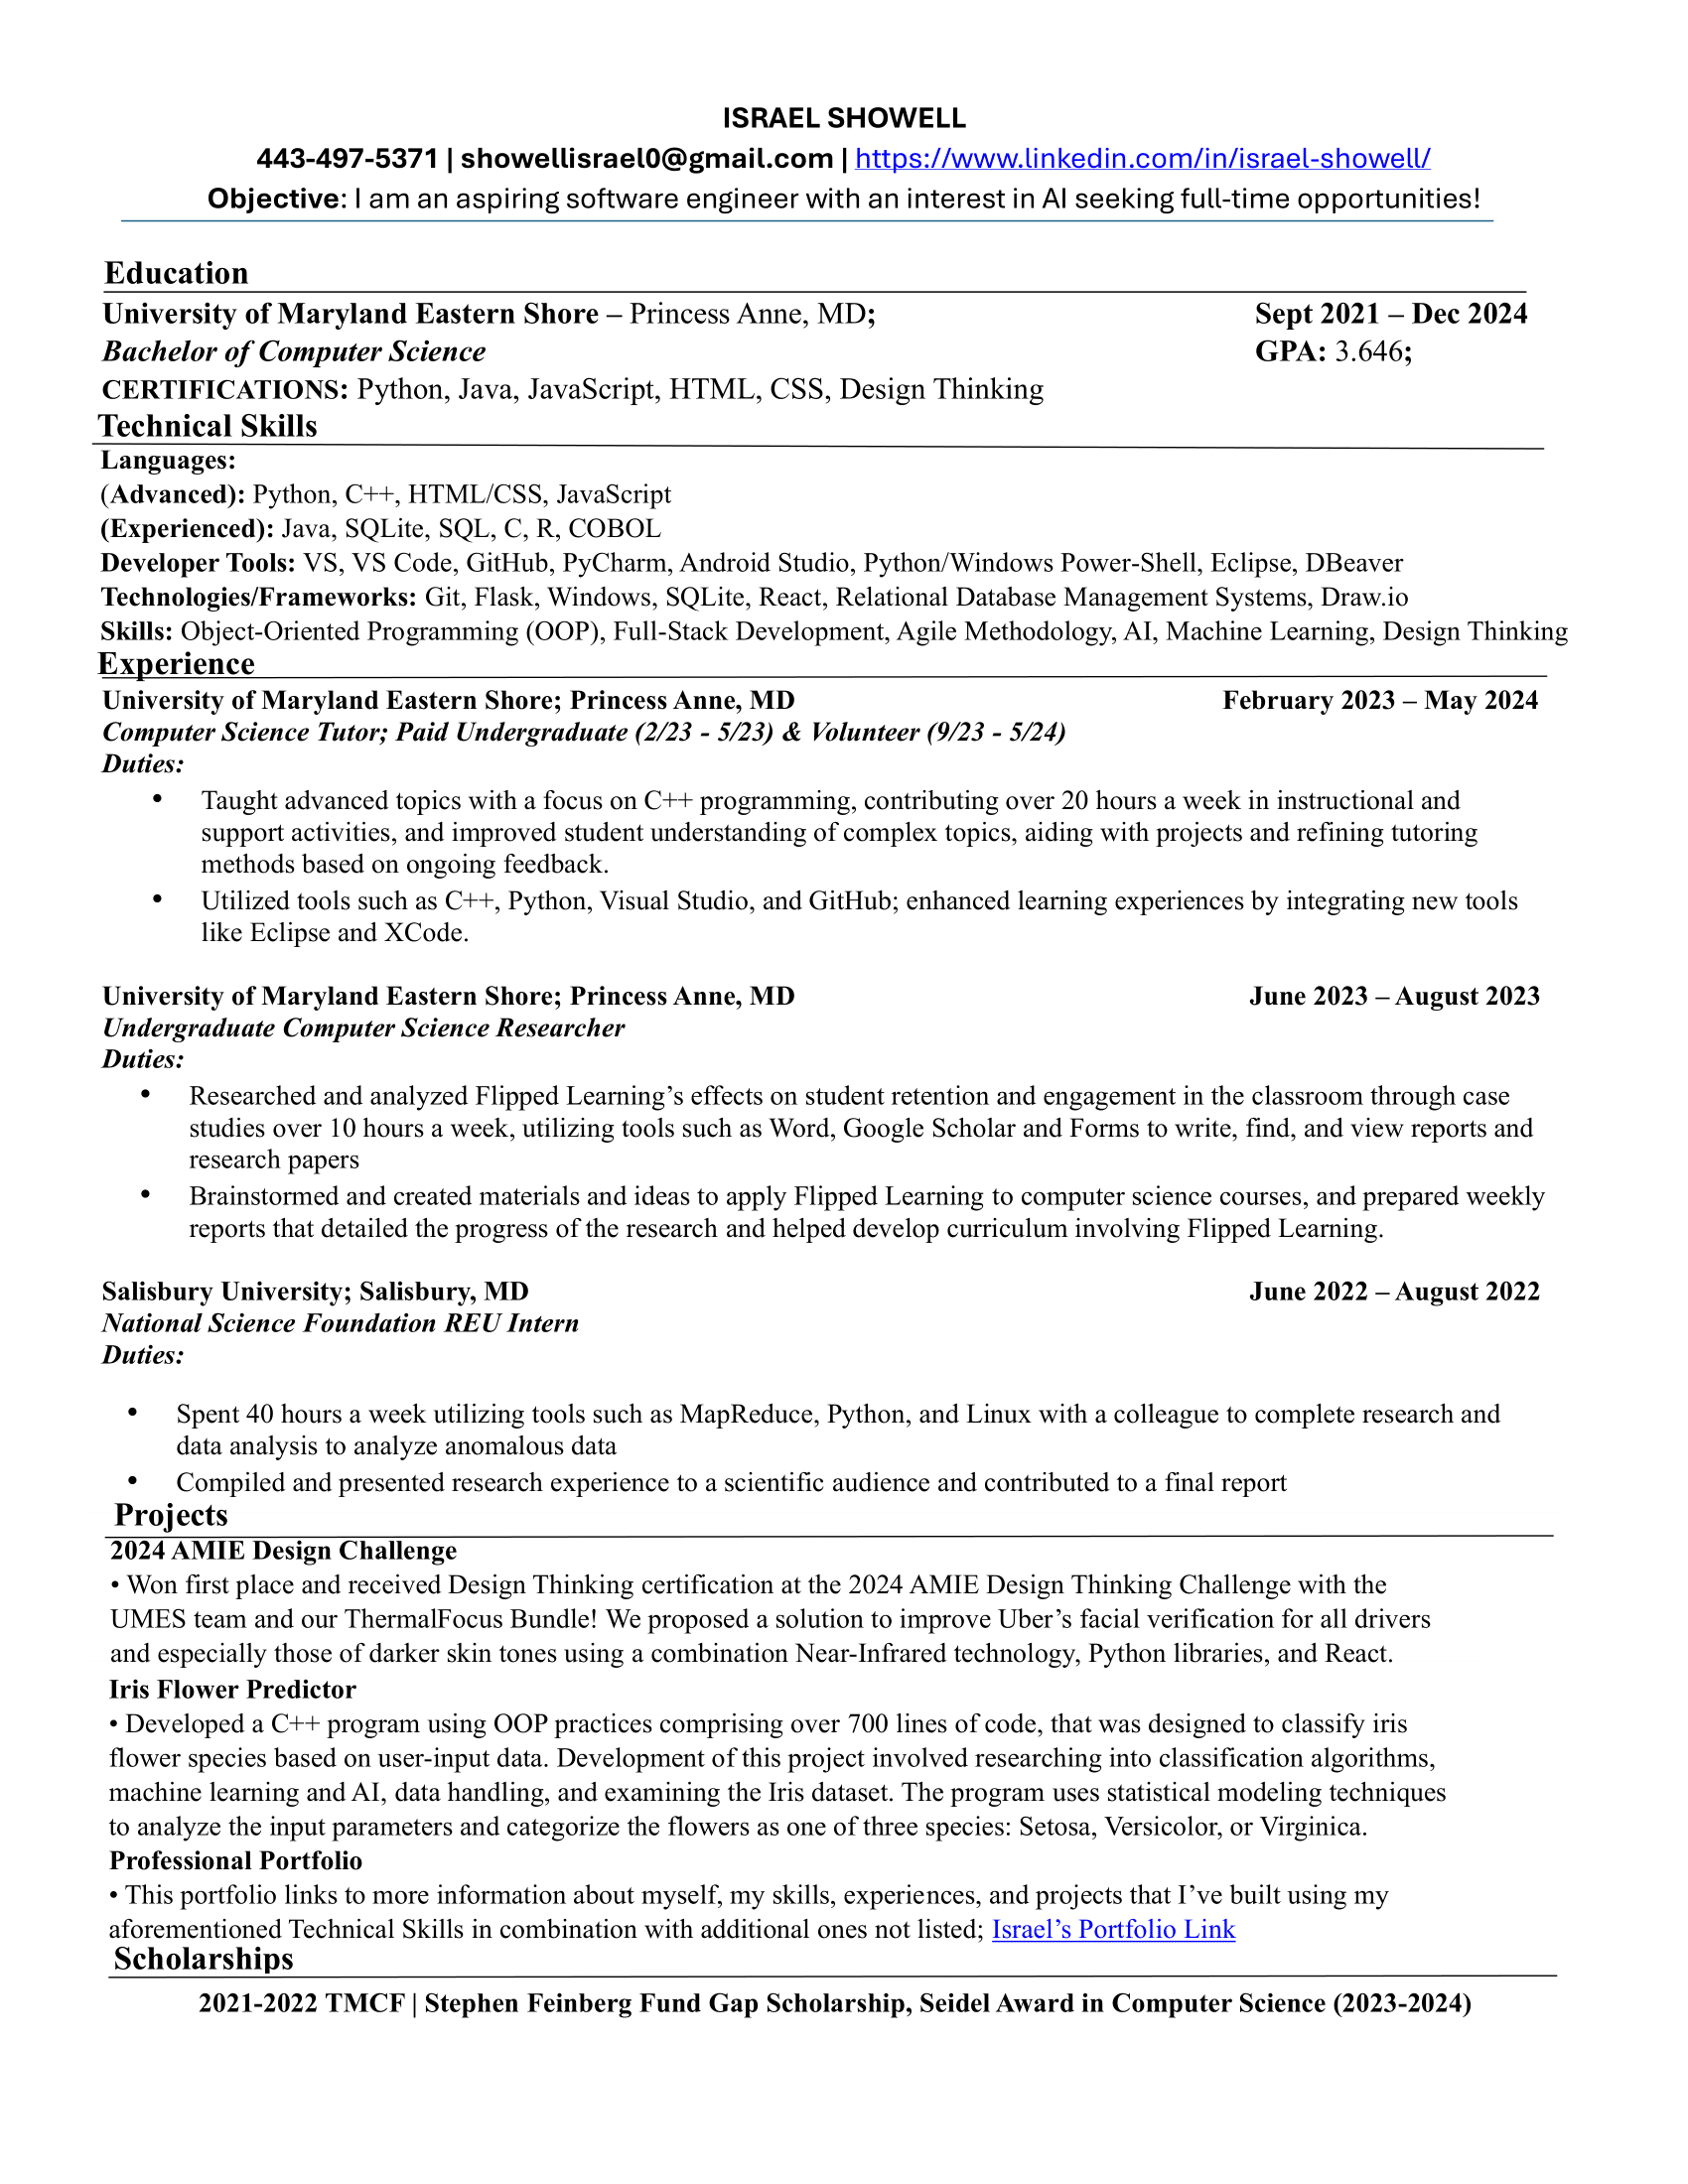 ISRAEL SHOWELL
443-497-5371 | showellisrael0@gmail.com | https://www.linkedin.com/in/israel-showell/
Objective: I am an aspiring software engineer with an interest in AI seeking full-time opportunities!
Education
University of Maryland Eastern Shore – Princess Anne, MD; Sept 2021 – Dec 2024
Bachelor of Computer Science GPA: 3.646;
CERTIFICATIONS: Python, Java, JavaScript, HTML, CSS, Design Thinking
Technical Skills
Languages:
(Advanced): Python, C++, HTML/CSS, JavaScript
(Experienced): Java, SQLite, SQL, C, R, COBOL
Developer Tools: VS, VS Code, GitHub, PyCharm, Android Studio, Python/Windows Power-Shell, Eclipse, DBeaver
Technologies/Frameworks: Git, Flask, Windows, SQLite, React, Relational Database Management Systems, Draw.io
Skills: Object-Oriented Programming (OOP), Full-Stack Development, Agile Methodology, AI, Machine Learning, Design Thinking
Experience
University of Maryland Eastern Shore; Princess Anne, MD February 2023 – May 2024
Computer Science Tutor; Paid Undergraduate (2/23 - 5/23) & Volunteer (9/23 - 5/24)
Duties:
• Taught advanced topics with a focus on C++ programming, contributing over 20 hours a week in instructional and
support activities, and improved student understanding of complex topics, aiding with projects and refining tutoring
methods based on ongoing feedback.
• Utilized tools such as C++, Python, Visual Studio, and GitHub; enhanced learning experiences by integrating new tools
like Eclipse and XCode.
University of Maryland Eastern Shore; Princess Anne, MD June 2023 – August 2023
Undergraduate Computer Science Researcher
Duties:
• Researched and analyzed Flipped Learning’s effects on student retention and engagement in the classroom through case
studies over 10 hours a week, utilizing tools such as Word, Google Scholar and Forms to write, find, and view reports and
research papers
• Brainstormed and created materials and ideas to apply Flipped Learning to computer science courses, and prepared weekly
reports that detailed the progress of the research and helped develop curriculum involving Flipped Learning.
Salisbury University; Salisbury, MD June 2022 – August 2022
National Science Foundation REU Intern
Duties:
• Spent 40 hours a week utilizing tools such as MapReduce, Python, and Linux with a colleague to complete research and
data analysis to analyze anomalous data
• Compiled and presented research experience to a scientific audience and contributed to a final report
Projects
2024 AMIE Design Challenge
• Won first place and received Design Thinking certification at the 2024 AMIE Design Thinking Challenge with the
UMES team and our ThermalFocus Bundle! We proposed a solution to improve Uber’s facial verification for all drivers
and especially those of darker skin tones using a combination Near-Infrared technology, Python libraries, and React.
Iris Flower Predictor
• Developed a C++ program using OOP practices comprising over 700 lines of code, that was designed to classify iris
flower species based on user-input data. Development of this project involved researching into classification algorithms,
machine learning and AI, data handling, and examining the Iris dataset. The program uses statistical modeling techniques
to analyze the input parameters and categorize the flowers as one of three species: Setosa, Versicolor, or Virginica.
Professional Portfolio
• This portfolio links to more information about myself, my skills, experiences, and projects that I’ve built using my
aforementioned Technical Skills in combination with additional ones not listed; Israel’s Portfolio Link
Scholarships
2021-2022 TMCF | Stephen Feinberg Fund Gap Scholarship, Seidel Award in Computer Science (2023-2024)